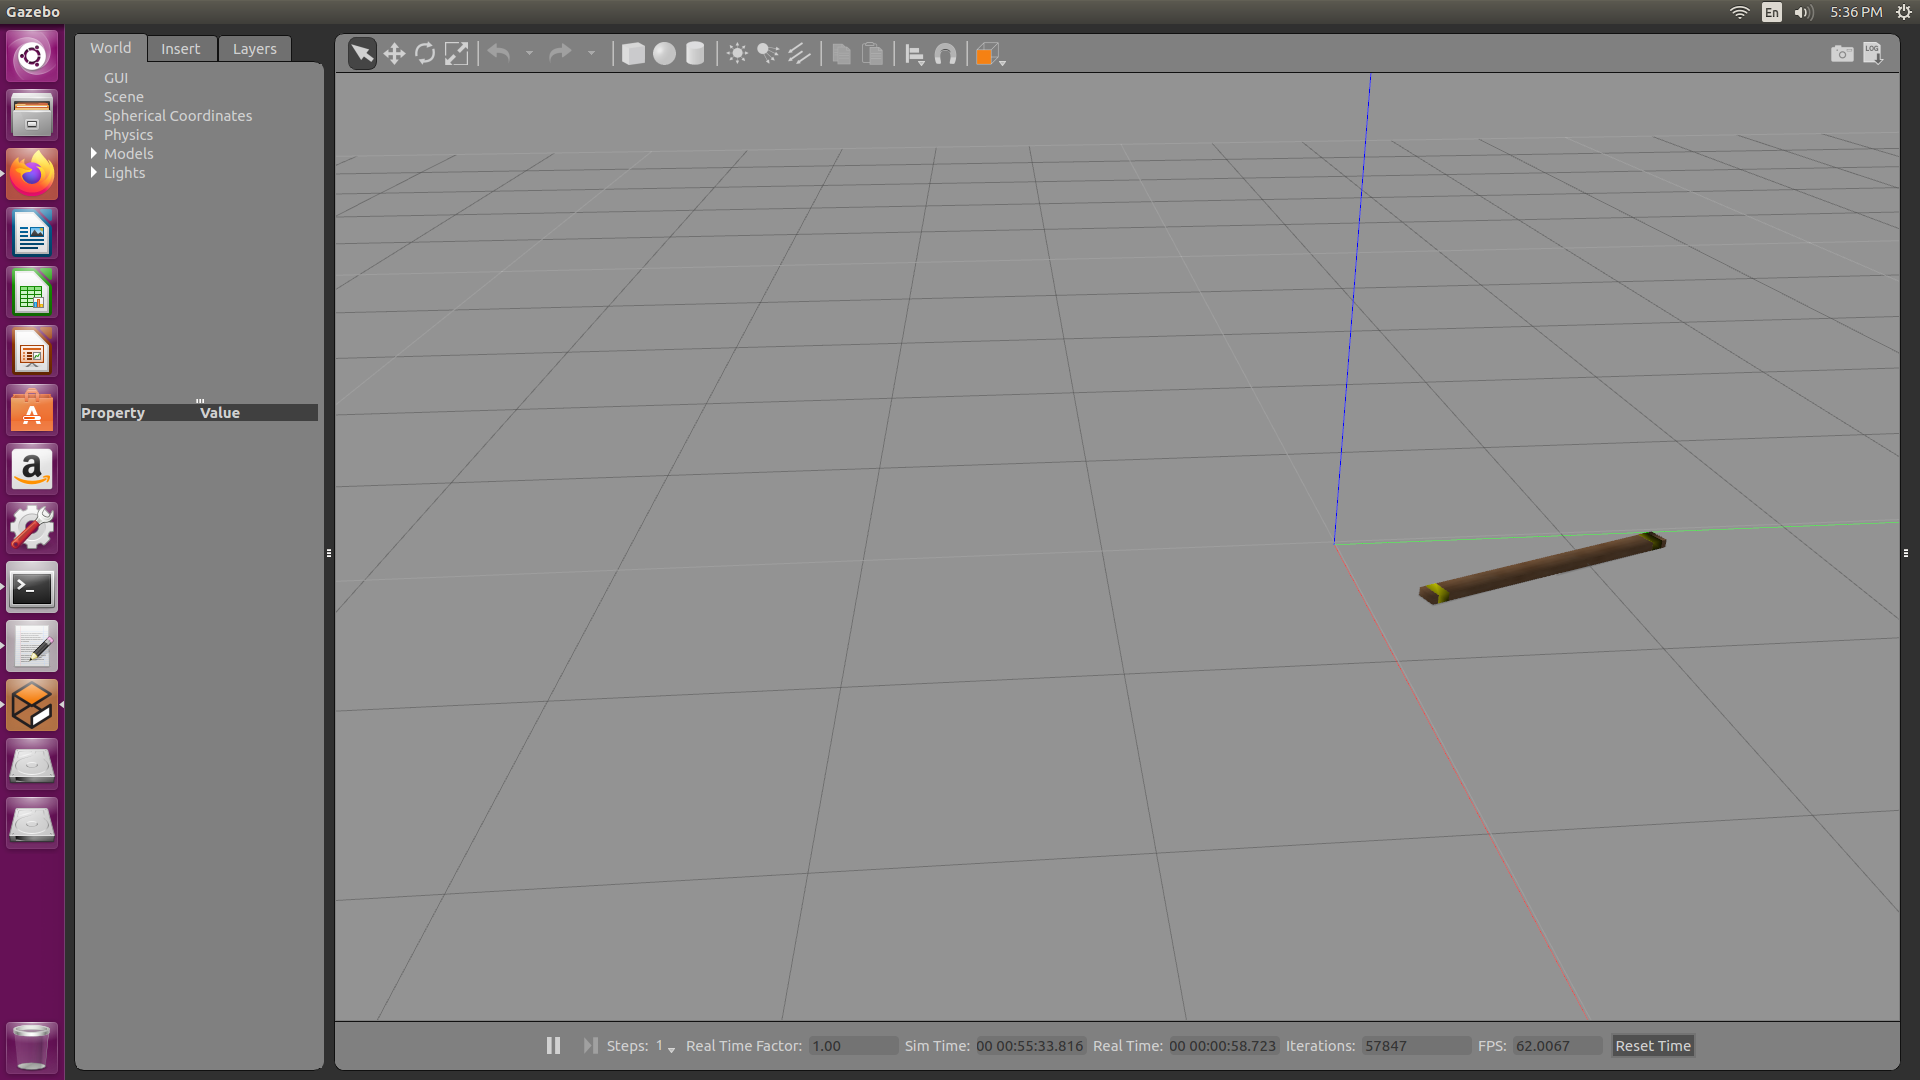 Gazebo
En
5:36 PM
World
Insert
Layers
LOG
GUI
Scene
Spherical Coordinates
Physics
Models
Lights
Property
Value
Steps: 1
Real Time Factor: 1.00
Sim Time: 00 00:55:33.816
Real Time: 00 00:00:58.723
Iterations: 57847
FPS: 62.0067
Reset Time